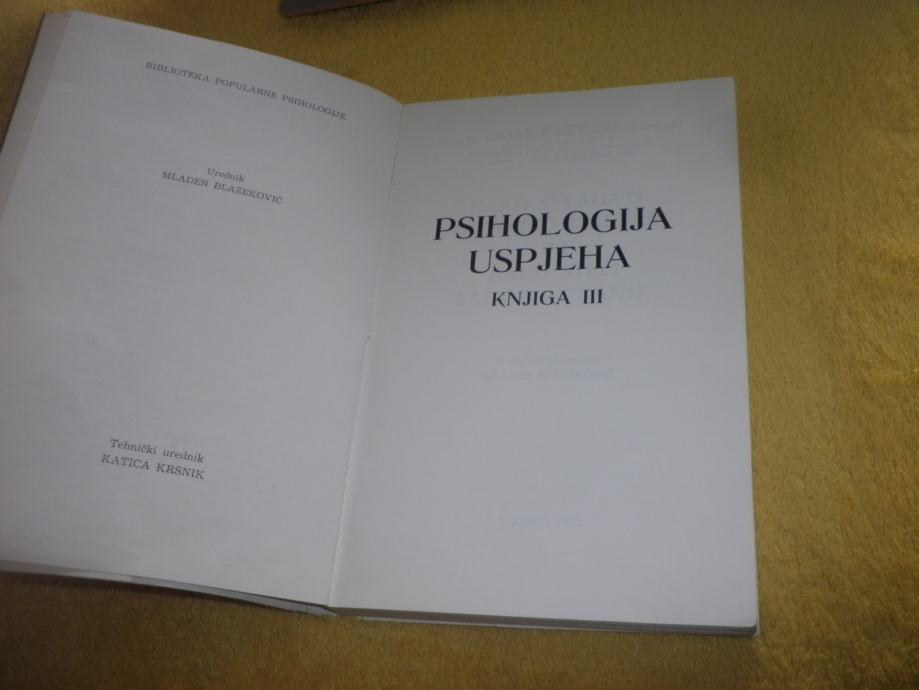 BIBLIOTEKA POPULARNE PSIHOLOGIJE
Urednik
MLADEN BLAŽEKOVIĆ
Tehnički urednik
KATICA KRSNIK
PSIHOLOGIJA
USPJEHA
KNJIGA III